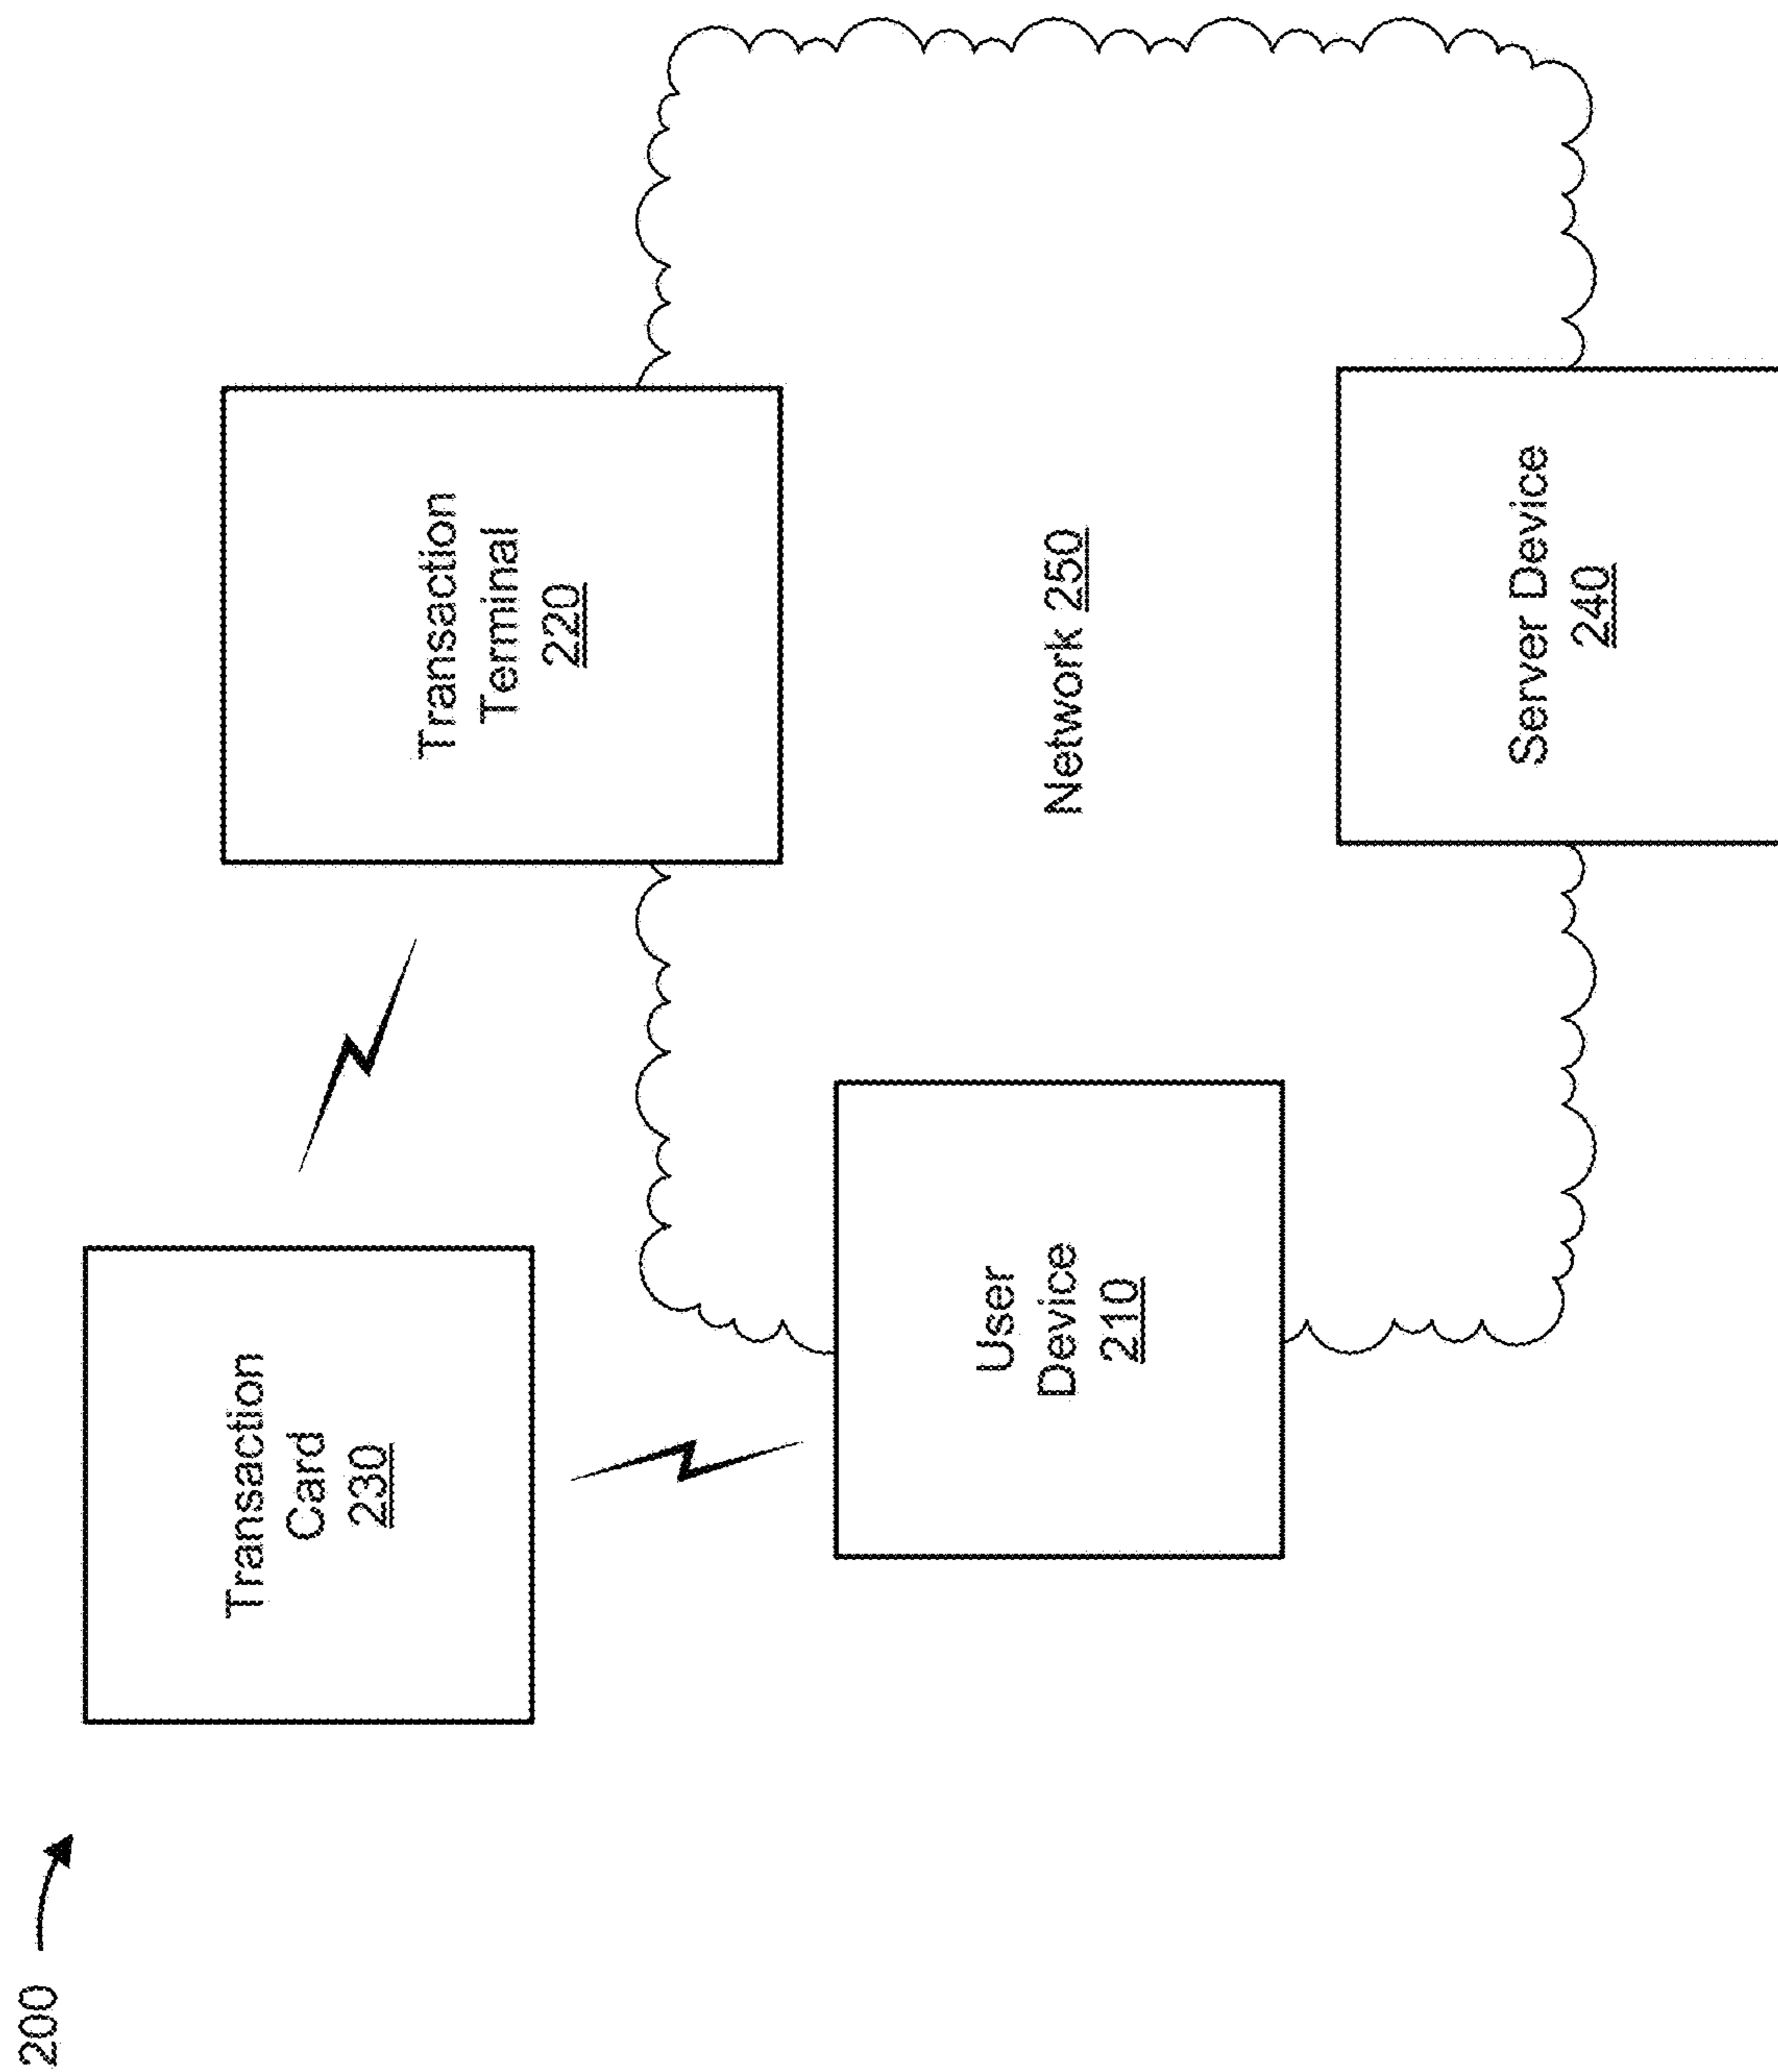 200
Transaction
Card
230
Transaction
Terminal
220
User
Device
210
Network 250
Server Device
240